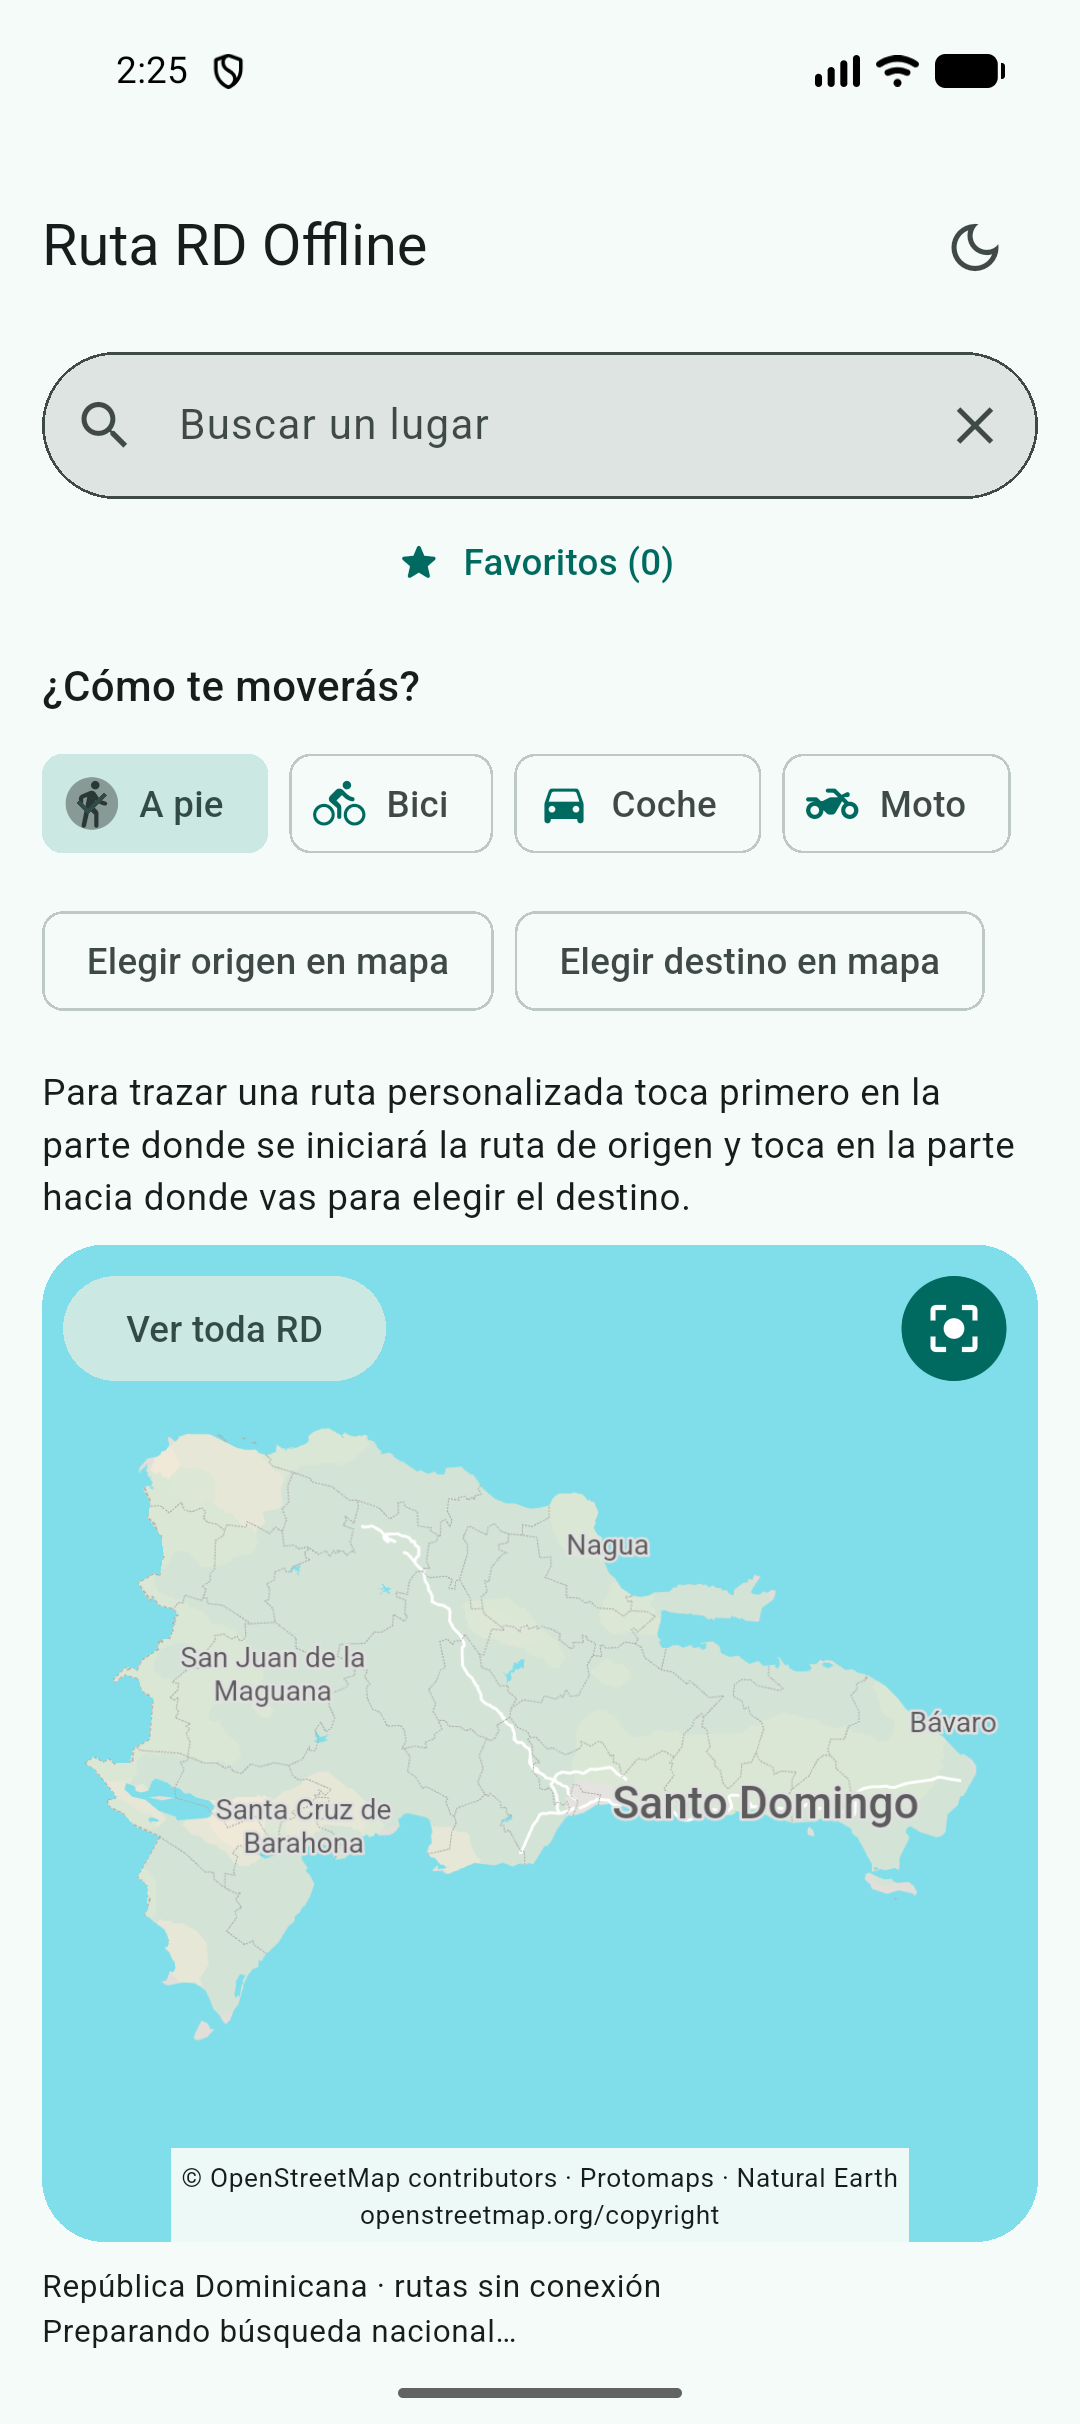 2:25
Ruta RD Offline
Buscar un lugar
Favoritos (0)
¿Cómo te moverás?
A pie
Bici
Coche
Moto
Elegir origen en mapa
Elegir destino en mapa
Para trazar una ruta personalizada toca primero en la
parte donde se iniciará la ruta de origen y toca en la parte
hacia donde vas para elegir el destino.
Ver toda RD
Nagua
San Juan de la
Maguana
Bávaro
Santo Domingo
Santa Cruz de
Barahona
© OpenStreetMap contributors · Protomaps · Natural Earth
openstreetmap.org/copyright
República Dominicana · rutas sin conexión
Preparando búsqueda nacional…